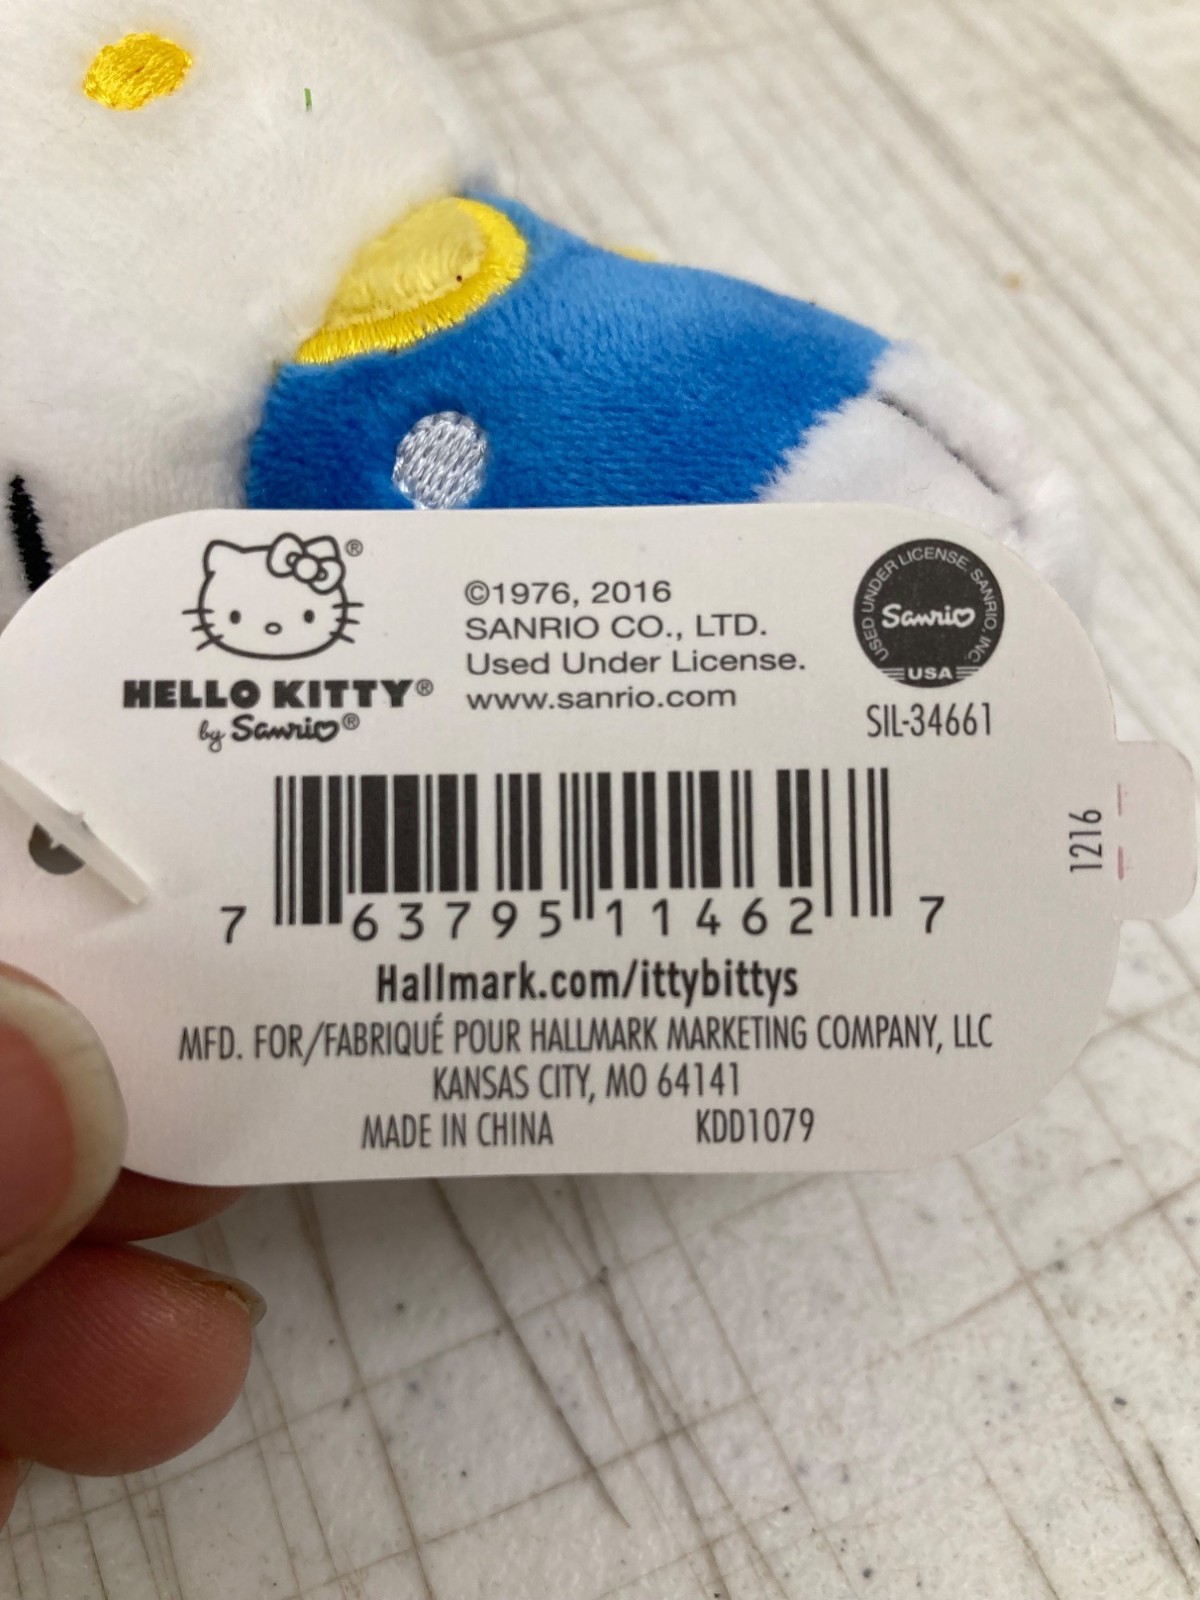 ®
HELLO KITTY®
by Sanrio®
©1976, 2016
SANRIO CO., LTD.
Used Under License.
www.sanrio.com
USED UNDER LICENSE. SANRIO, INC.
Sanrio
USA
SIL-34661
1216
7 63795 11462 7
Hallmark.com/ittybittys
MFD. FOR/FABRIQUÉ POUR HALLMARK MARKETING COMPANY, LLC
KANSAS CITY, MO 64141
MADE IN CHINA KDD1079